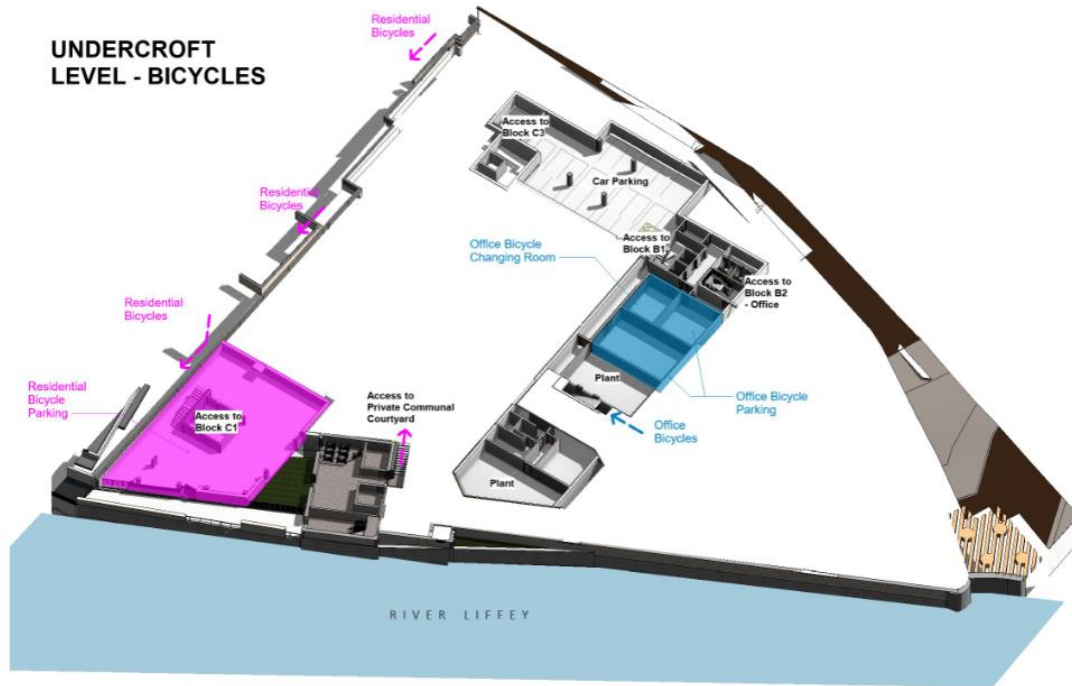 UNDERCROFT
LEVEL - BICYCLES
Residential
Bicycles
Access to
Block C3
Car Parking
Residential
Bicycles
Office Bicycle
Changing Room
Access to
Block B1
Access to
Block B2
- Office
Residential
Bicycles
Residential
Bicycle
Parking
Access to
Block C1
Access to
Private Communal
Courtyard
Plant
Office Bicycle
Parking
Office
Bicycles
Plant
RIVER LIFFEY